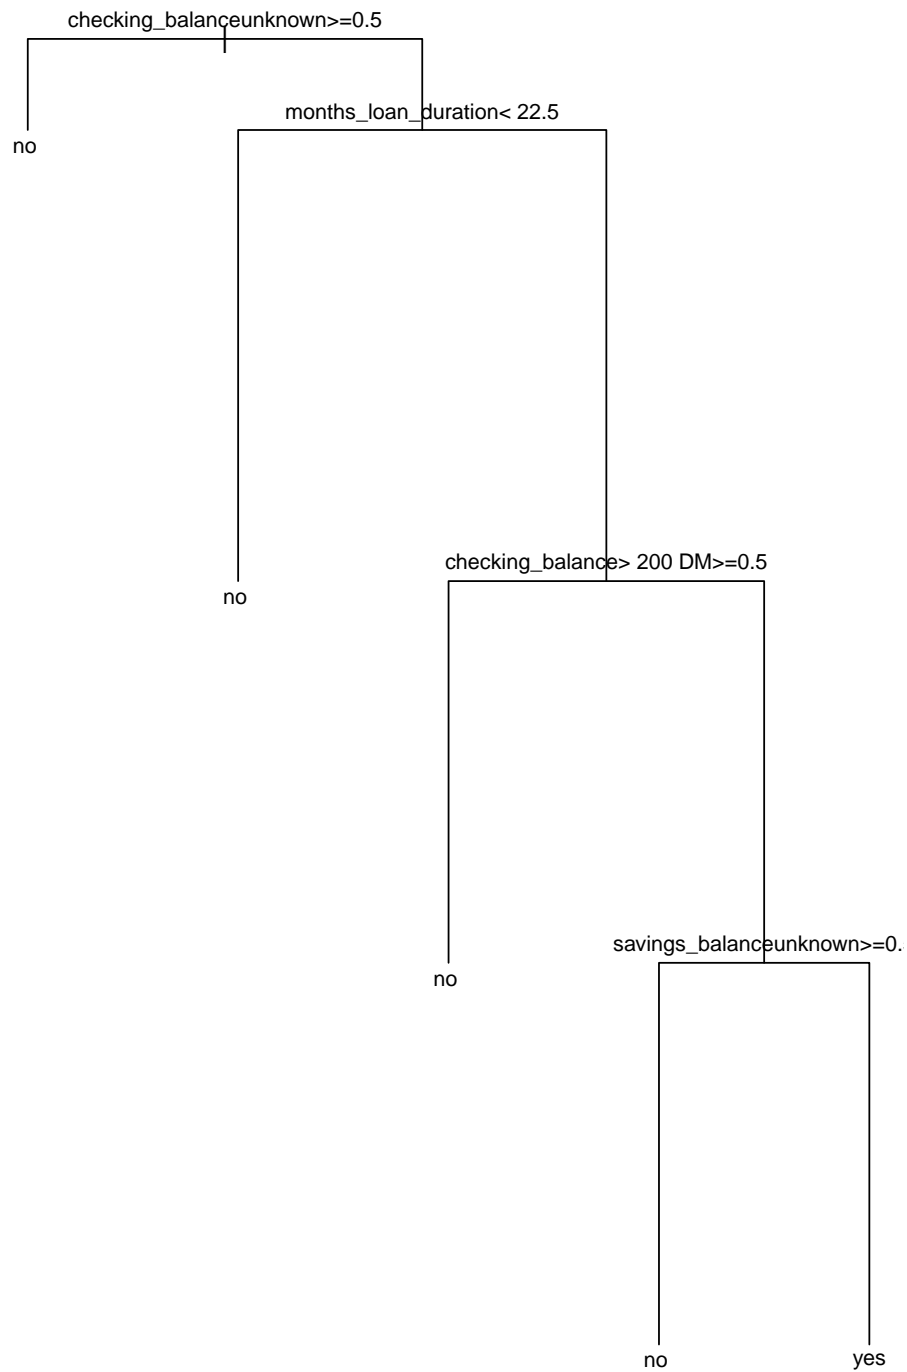 checking_balanceunknown>=0.5
no
months_loan_duration< 22.5
no
checking_balance> 200 DM>=0.5
no
savings_balanceunknown>=0.
no
yes